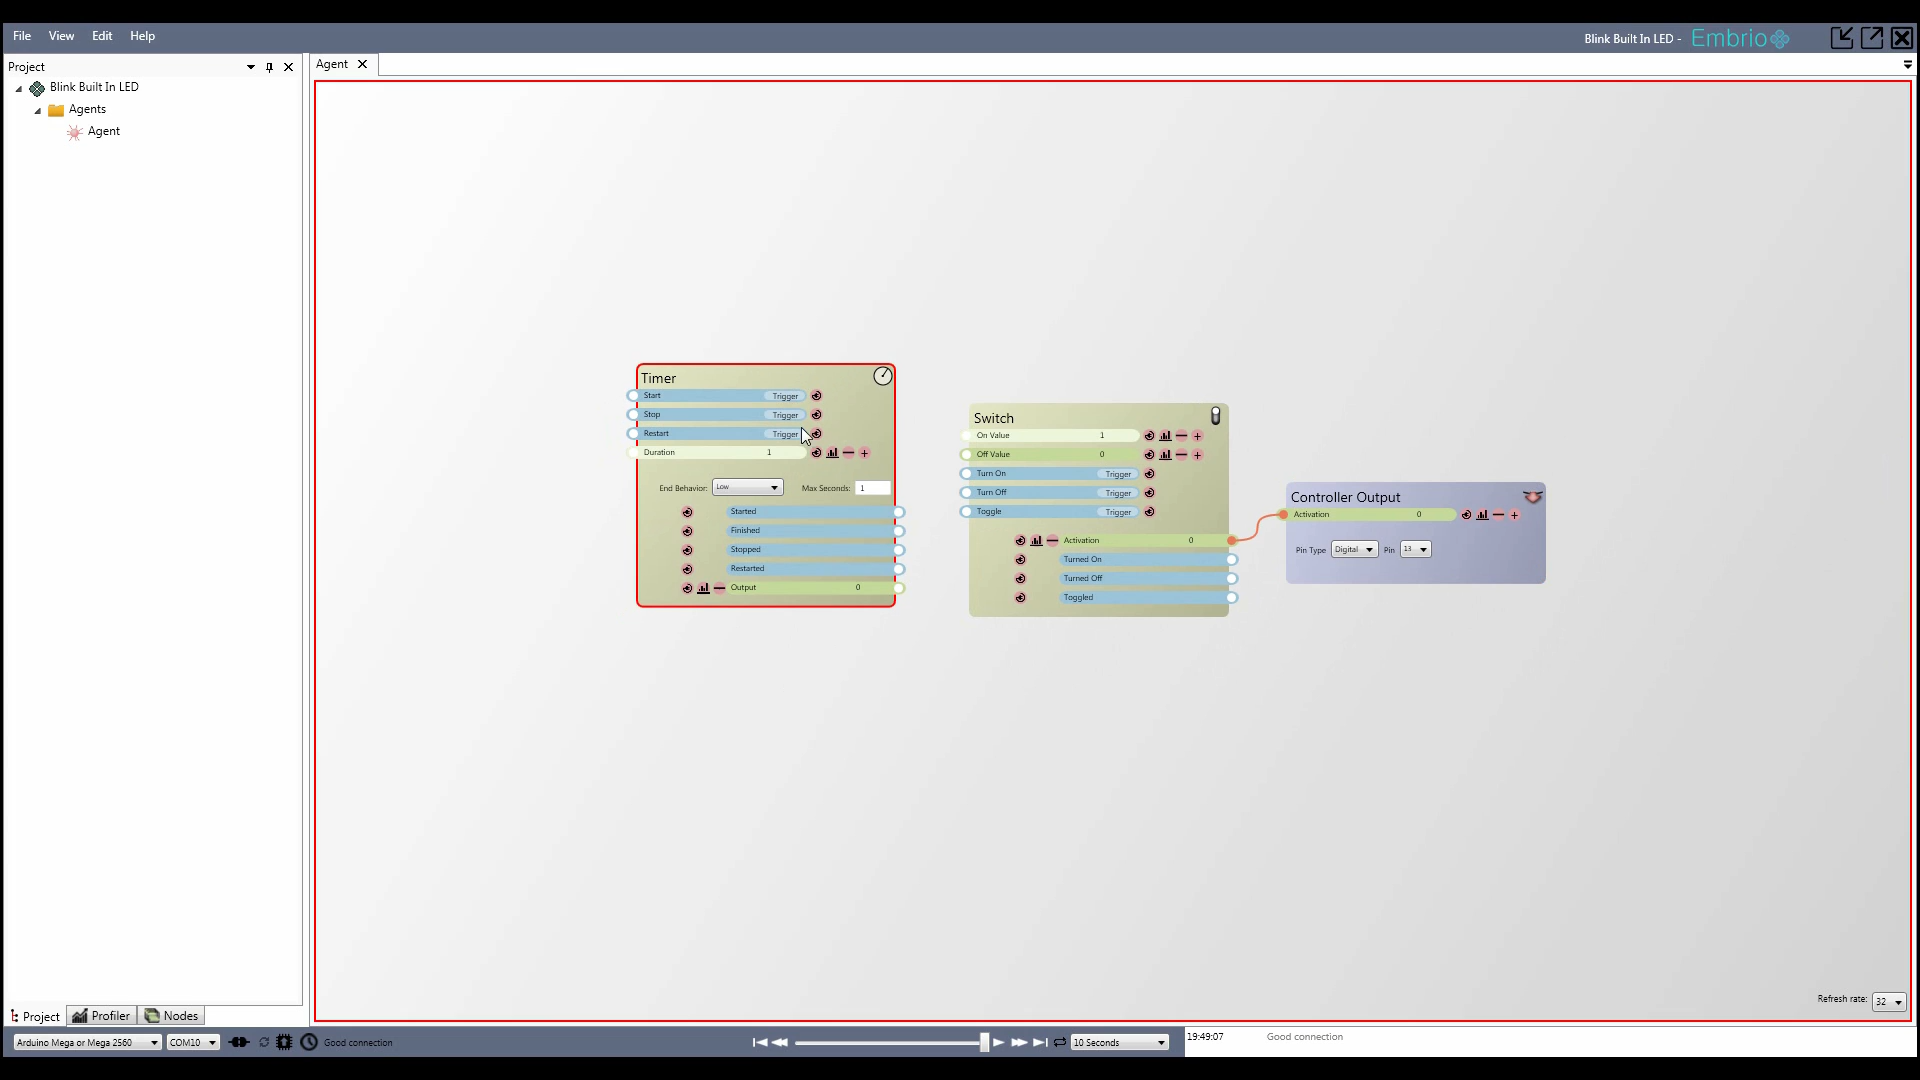 File View Edit Help
Blink Built In LED - Embrio
Project
Agent
Blink Built In LED
Agents
Agent
Timer
Start Trigger
Stop Trigger
Restart Trigger
Duration 1
End Behavior: Low Max Seconds: 1
Started
Finished
Stopped
Restarted
Output 0
Switch
On Value 1
Off Value 0
Turn On Trigger
Turn Off Trigger
Toggle Trigger
Activation 0
Turned On
Turned Off
Toggled
Controller Output
Activation 0
Pin Type Digital Pin 13
Refresh rate: 32
Project Profiler Nodes
Arduino Mega or Mega 2560 COM10 Good connection 10 Seconds 19:49:07 Good connection